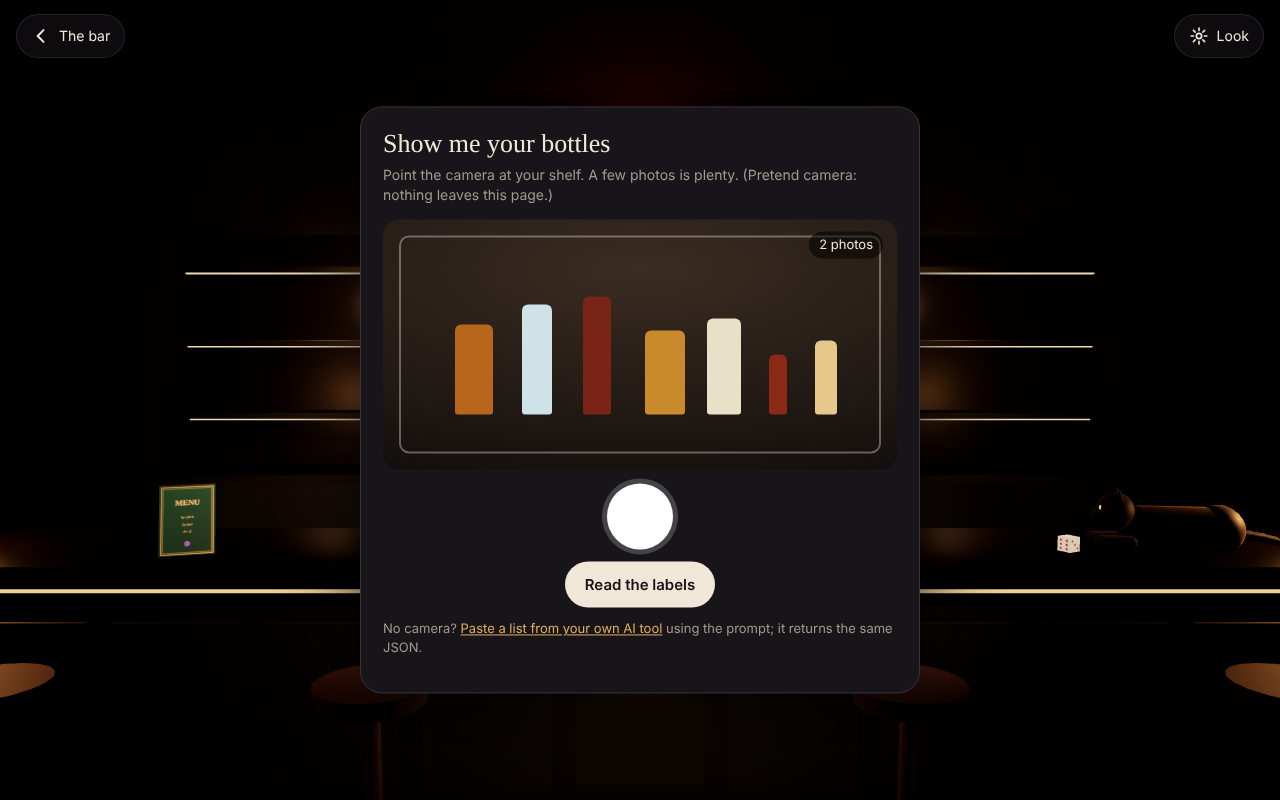 The bar
Look
Show me your bottles
Point the camera at your shelf. A few photos is plenty. (Pretend camera:
nothing leaves this page.)
2 photos
MENU
Read the labels
No camera? Paste a list from your own AI tool using the prompt; it returns the same
JSON.